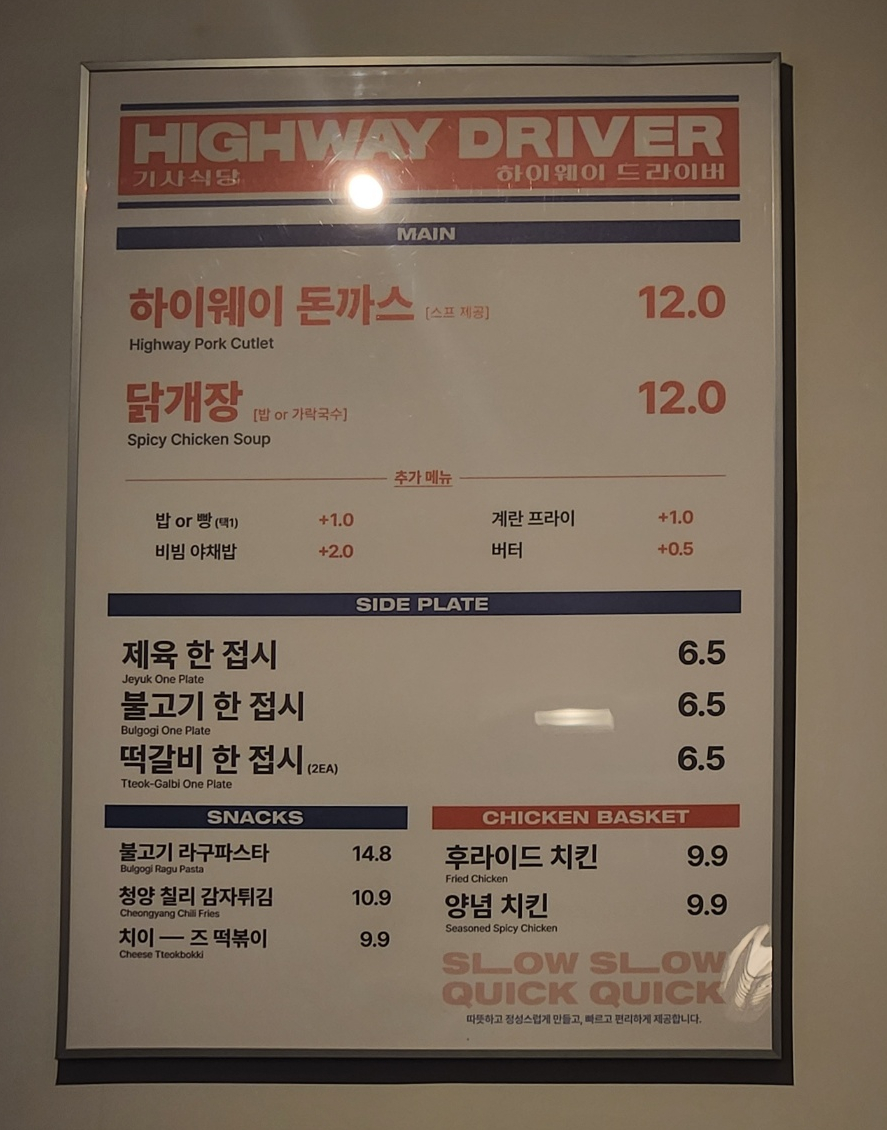 HIGHWAY DRIVER
기사식당 하이웨이 드라이버
MAIN
하이웨이 돈까스 [스프 제공] 12.0
Highway Pork Cutlet
닭개장 [밥 or 가락국수] 12.0
Spicy Chicken Soup
추가 메뉴
밥 or 빵 (택1) +1.0 계란 프라이 +1.0
비빔 야채밥 +2.0 버터 +0.5
SIDE PLATE
제육 한 접시 6.5
Jeyuk One Plate
불고기 한 접시 6.5
Bulgogi One Plate
떡갈비 한 접시 (2EA) 6.5
Tteok-Galbi One Plate
SNACKS
불고기 라구파스타 14.8
Bulgogi Ragu Pasta
청양 칠리 감자튀김 10.9
Cheongyang Chili Fries
치이 — 즈 떡볶이 9.9
Cheese Tteokbokki
CHICKEN BASKET
후라이드 치킨 9.9
Fried Chicken
양념 치킨 9.9
Seasoned Spicy Chicken
SLOW SLOW
QUICK QUICK
따뜻하고 정성스럽게 만들고, 빠르고 편리하게 제공합니다.